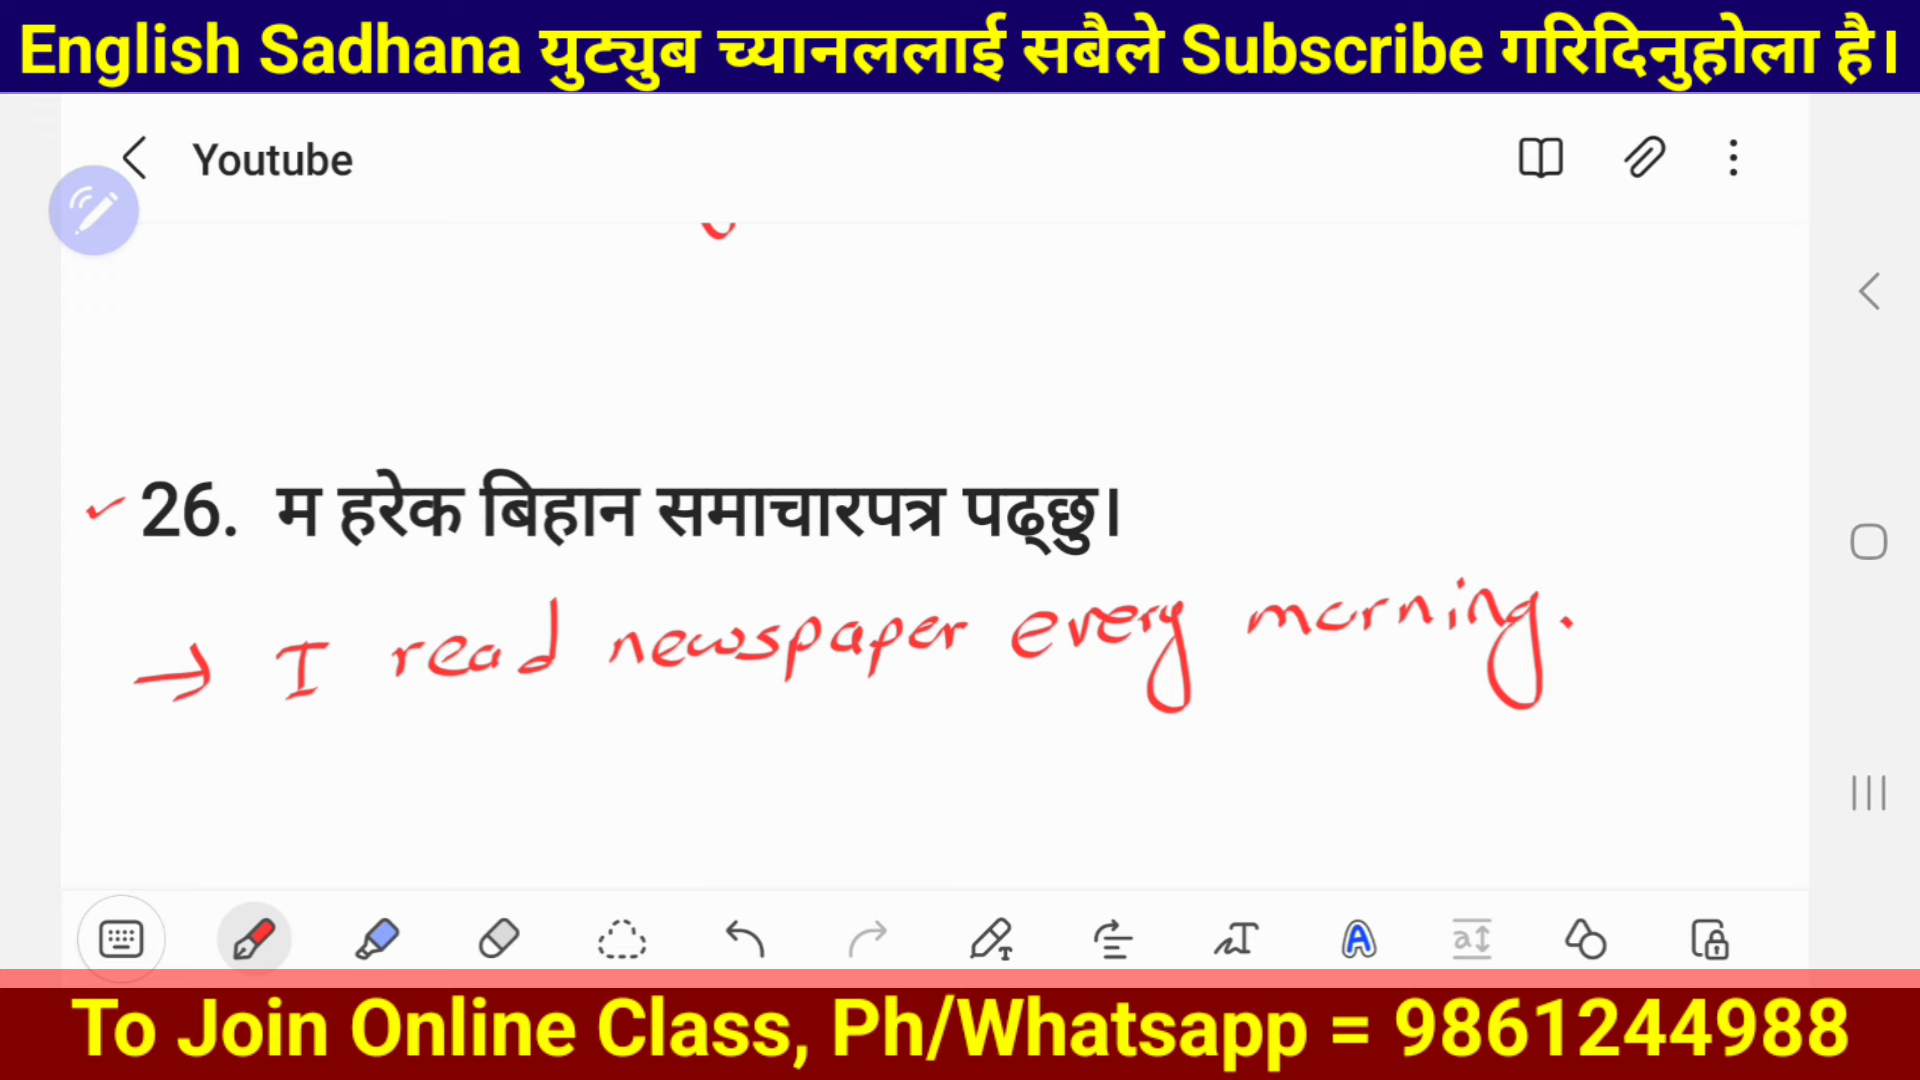 English Sadhana युट्युब च्यानललाई सबैले Subscribe गरिदिनुहोला है।
Youtube
26. म हरेक बिहान समाचारपत्र पढ्छु।
→ I read newspaper every morning.
To Join Online Class, Ph/Whatsapp = 9861244988